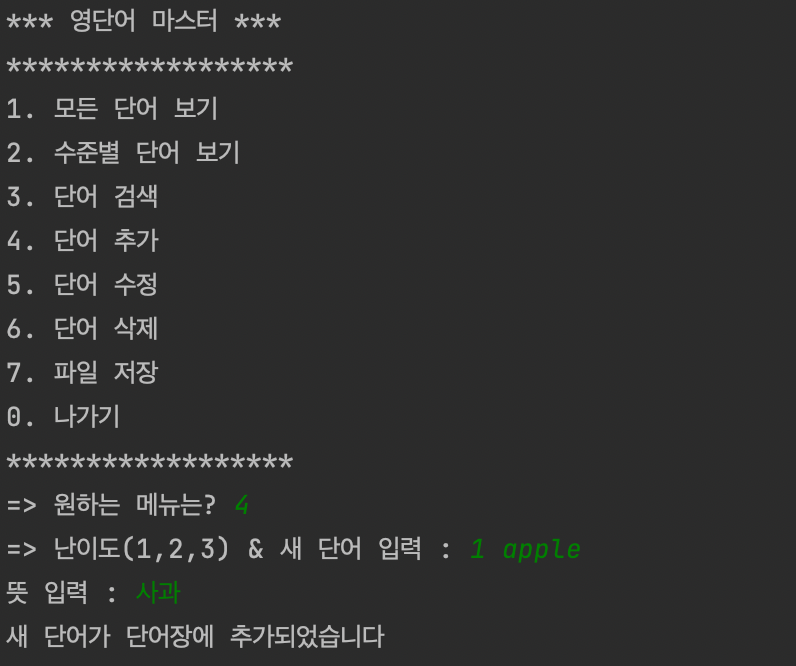 *** 영단어 마스터 ***
******************
1. 모든 단어 보기
2. 수준별 단어 보기
3. 단어 검색
4. 단어 추가
5. 단어 수정
6. 단어 삭제
7. 파일 저장
0. 나가기
******************
=> 원하는 메뉴는? 4
=> 난이도(1,2,3) & 새 단어 입력 : 1 apple
뜻 입력 : 사과
새 단어가 단어장에 추가되었습니다